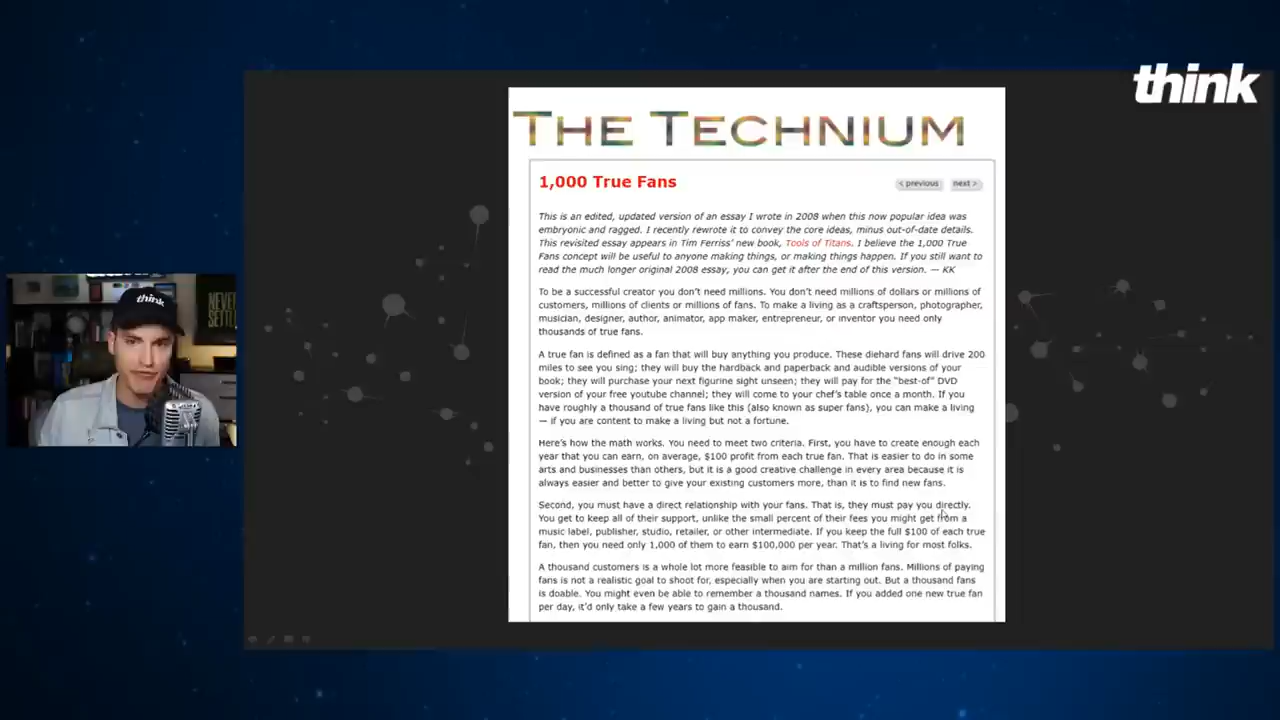 think
THE TECHNIUM
1,000 True Fans
< previous
next >
This is an edited, updated version of an essay I wrote in 2008 when this now popular idea was
embryonic and ragged. I recently rewrote it to convey the core ideas, minus out-of-date details.
This revisited essay appears in Tim Ferriss' new book, Tools of Titans. I believe the 1,000 True
Fans concept will be useful to anyone making things, or making things happen. If you still want to
read the much longer original 2008 essay, you can get it after the end of this version. — KK
To be a successful creator you don't need millions. You don't need millions of dollars or millions of
customers, millions of clients or millions of fans. To make a living as a craftsperson, photographer,
musician, designer, author, animator, app maker, entrepreneur, or inventor you need only
thousands of true fans.
A true fan is defined as a fan that will buy anything you produce. These diehard fans will drive 200
miles to see you sing; they will buy the hardback and paperback and audible versions of your
book; they will purchase your next figurine sight unseen; they will pay for the "best-of" DVD
version of your free youtube channel; they will come to your chef's table once a month. If you
have roughly a thousand of true fans like this (also known as super fans), you can make a living
— if you are content to make a living but not a fortune.
Here's how the math works. You need to meet two criteria. First, you have to create enough each
year that you can earn, on average, $100 profit from each true fan. That is easier to do in some
arts and businesses than others, but it is a good creative challenge in every area because it is
always easier and better to give your existing customers more, than it is to find new fans.
Second, you must have a direct relationship with your fans. That is, they must pay you directly.
You get to keep all of their support, unlike the small percent of their fees you might get from a
music label, publisher, studio, retailer, or other intermediate. If you keep the full $100 of each true
fan, then you need only 1,000 of them to earn $100,000 per year. That's a living for most folks.
A thousand customers is a whole lot more feasible to aim for than a million fans. Millions of paying
fans is not a realistic goal to shoot for, especially when you are starting out. But a thousand fans
is doable. You might even be able to remember a thousand names. If you added one new true fan
per day, it'd only take a few years to gain a thousand.
think
NEVER
SETTLE